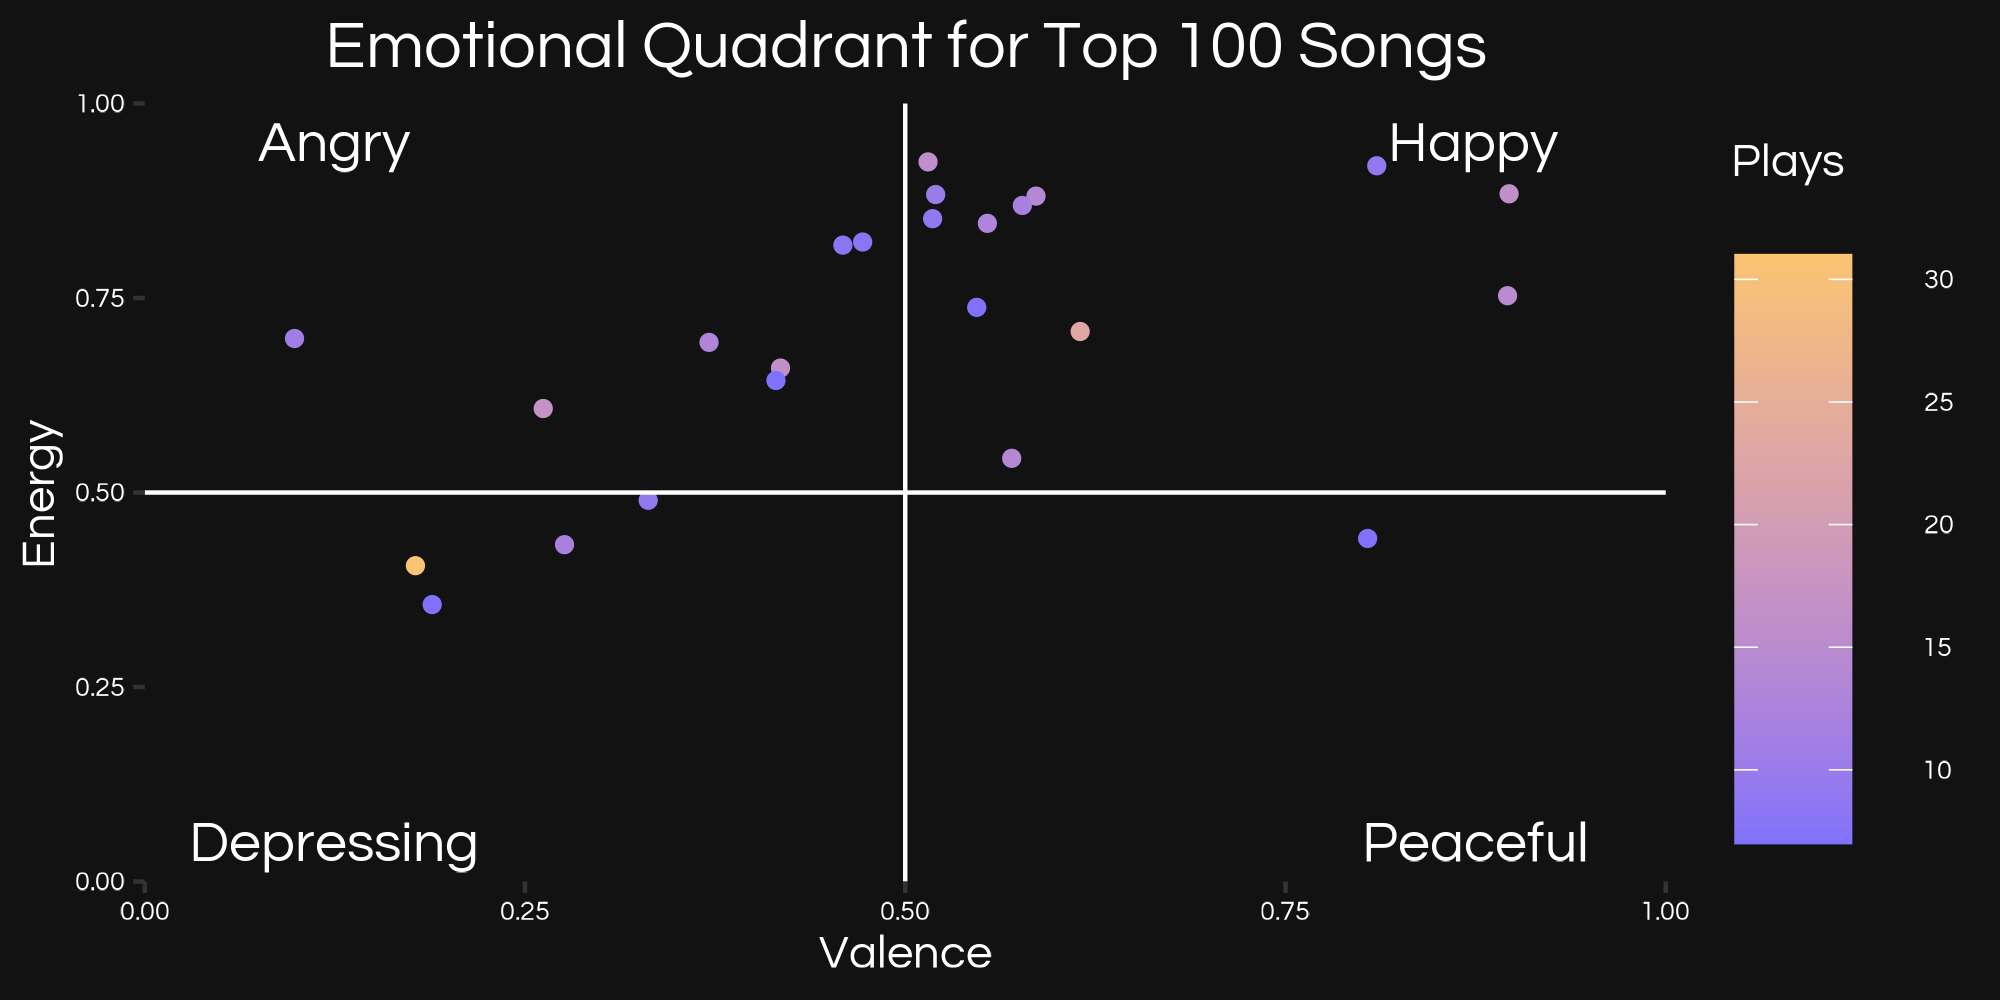 Emotional Quadrant for Top 100 Songs
1.00
Angry
Happy
Plays
30
0.75
25
Energy
0.50
20
15
0.25
10
Depressing
Peaceful
0.00
0.00
0.25
0.50
0.75
1.00
Valence